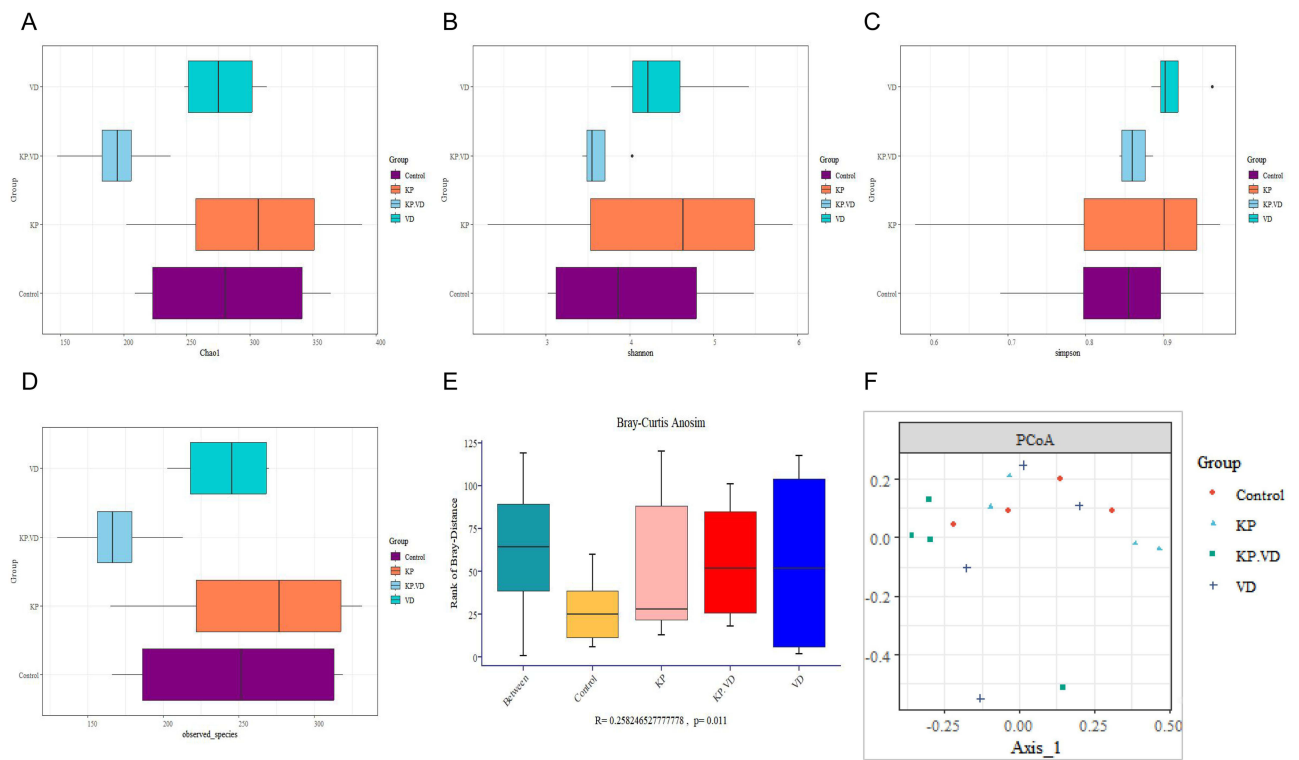 A
VD
KP.VD
KP
Control
Group
150
200
250
300
350
400
Chao1
Group
Control
KP
KP.VD
VD
B
VD
KP.VD
KP
Control
Group
3
4
5
6
shannon
Group
Control
KP
KP.VD
VD
C
VD
KP.VD
KP
Control
Group
0.6
0.7
0.8
0.9
simpson
Group
Control
KP
KP.VD
VD
D
VD
KP.VD
KP
Control
Group
150
200
250
300
observed_species
Group
Control
KP
KP.VD
VD
E
Bray-Curtis Anosim
Rank of Bray-Distance
125
100
75
50
25
0
Between
Control
KP
KP.VD
VD
R= 0.258246527777778 , p= 0.011
F
PCoA
0.2
0.0
-0.2
-0.4
-0.25
0.00
0.25
0.50
Axis_1
Group
Control
KP
KP.VD
VD